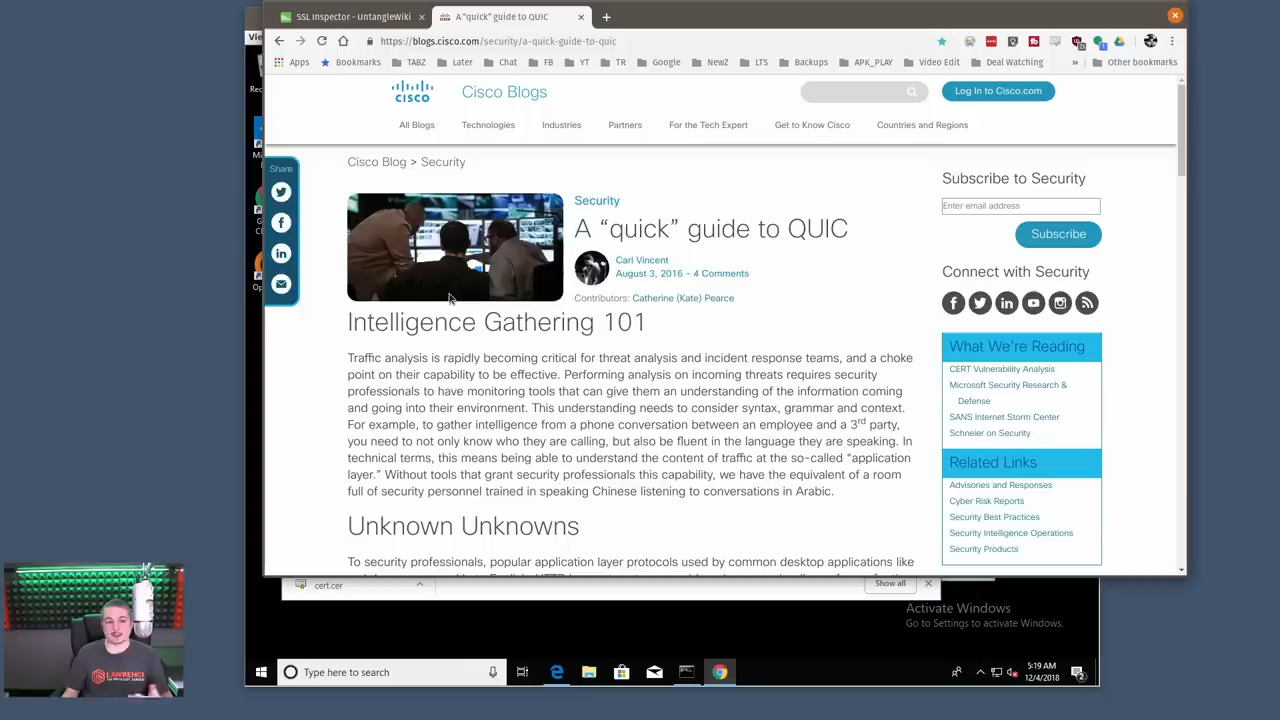 SSL Inspector - UntangleWiki
A "quick" guide to QUIC
https://blogs.cisco.com/security/a-quick-guide-to-quic
Apps
Bookmarks
TABZ
Later
Chat
FB
YT
TR
Google
NewZ
LTS
Backups
APK_PLAY
Video Edit
Deal Watching
»
Other bookmarks
CISCO
Cisco Blogs
Log In to Cisco.com
All Blogs
Technologies
Industries
Partners
For the Tech Expert
Get to Know Cisco
Countries and Regions
Share
Cisco Blog > Security
Security
A “quick” guide to QUIC
Carl Vincent
August 3, 2016 - 4 Comments
Contributors: Catherine (Kate) Pearce
Intelligence Gathering 101
Traffic analysis is rapidly becoming critical for threat analysis and incident response teams, and a choke
point on their capability to be effective. Performing analysis on incoming threats requires security
professionals to have monitoring tools that can give them an understanding of the information coming
and going into their environment. This understanding needs to consider syntax, grammar and context.
For example, to gather intelligence from a phone conversation between an employee and a 3rd party,
you need to not only know who they are calling, but also be fluent in the language they are speaking. In
technical terms, this means being able to understand the content of traffic at the so-called “application
layer.” Without tools that grant security professionals this capability, we have the equivalent of a room
full of security personnel trained in speaking Chinese listening to conversations in Arabic.
Unknown Unknowns
To security professionals, popular application layer protocols used by common desktop applications like
Subscribe to Security
Enter email address
Subscribe
Connect with Security
What We're Reading
CERT Vulnerability Analysis
Microsoft Security Research &
Defense
SANS Internet Storm Center
Schneier on Security
Related Links
Advisories and Responses
Cyber Risk Reports
Security Best Practices
Security Intelligence Operations
Security Products
cert.cer
Show all
Activate Windows
Go to Settings to activate Windows.
Type here to search
5:19 AM
12/4/2018
2
LAWRENCE